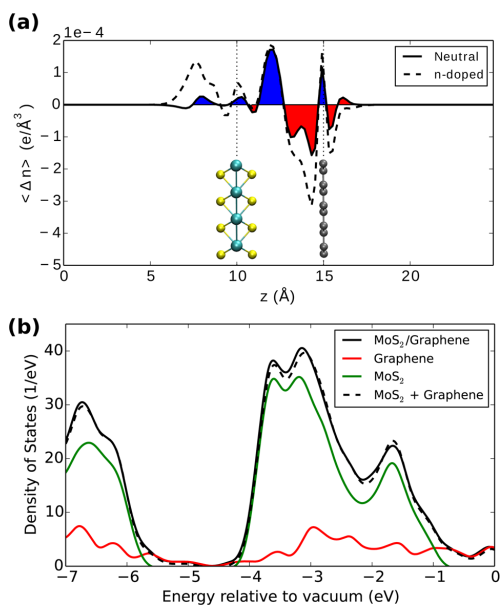 (a)
1e−4
2
1
0
−1
−2
−3
−4
−5
<Δn> (e/Å³)
Neutral
n-doped
0
5
10
15
20
z (Å)
(b)
40
30
20
10
0
Density of States (1/eV)
MoS₂/Graphene
Graphene
MoS₂
MoS₂ + Graphene
−7
−6
−5
−4
−3
−2
−1
0
Energy relative to vacuum (eV)